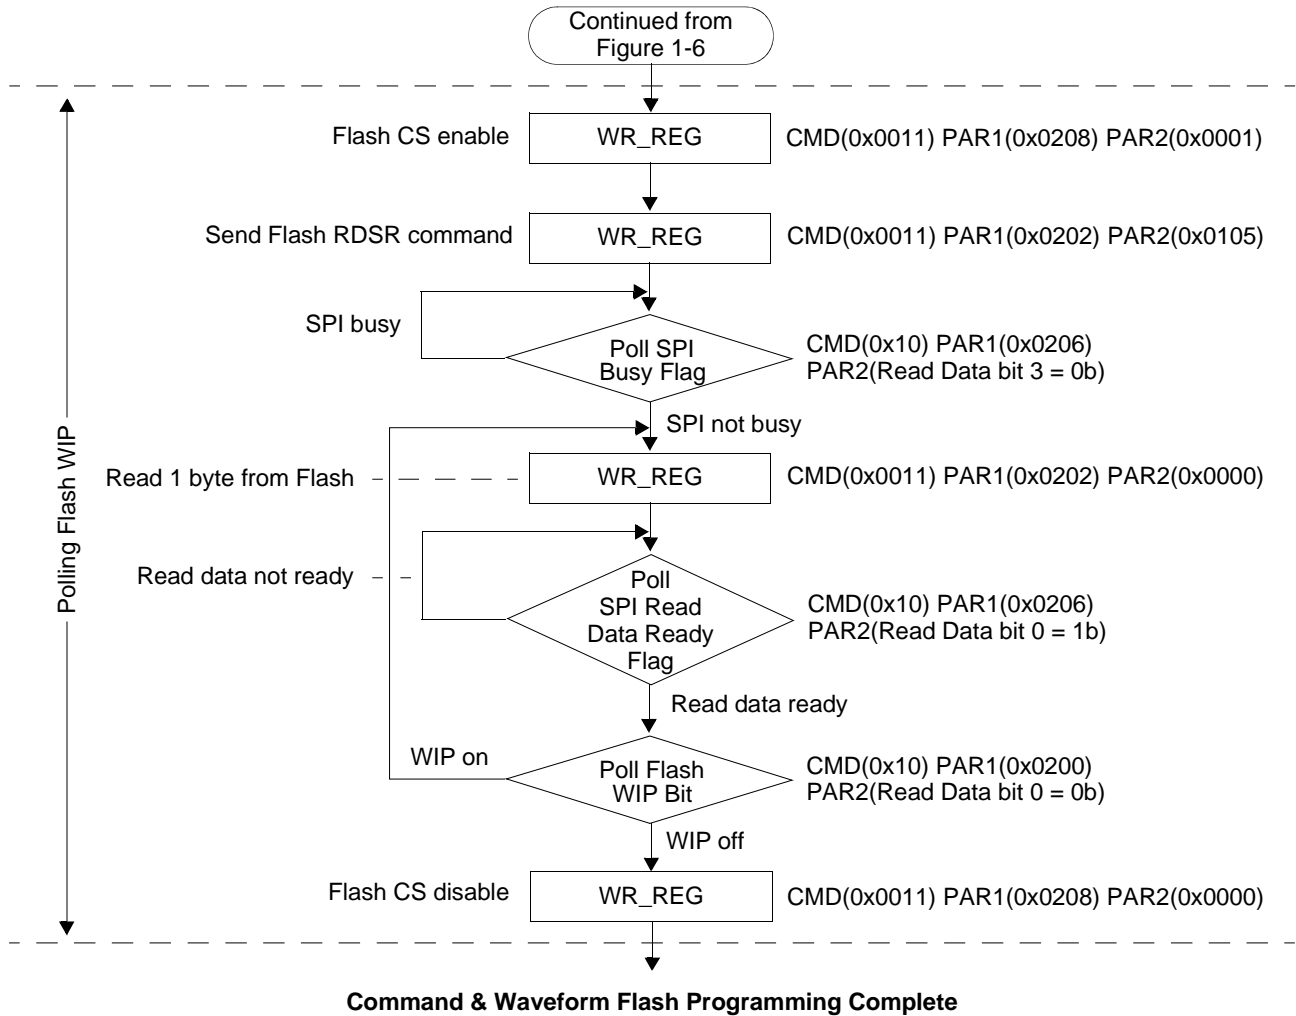 Continued from
Figure 1-6
Flash CS enable
WR_REG
CMD(0x0011) PAR1(0x0208) PAR2(0x0001)
Send Flash RDSR command
WR_REG
CMD(0x0011) PAR1(0x0202) PAR2(0x0105)
SPI busy
Poll SPI
Busy Flag
CMD(0x10) PAR1(0x0206)
PAR2(Read Data bit 3 = 0b)
SPI not busy
Polling Flash WIP
Read 1 byte from Flash
WR_REG
CMD(0x0011) PAR1(0x0202) PAR2(0x0000)
Read data not ready
Poll
SPI Read
Data Ready
Flag
CMD(0x10) PAR1(0x0206)
PAR2(Read Data bit 0 = 1b)
Read data ready
WIP on
Poll Flash
WIP Bit
CMD(0x10) PAR1(0x0200)
PAR2(Read Data bit 0 = 0b)
WIP off
Flash CS disable
WR_REG
CMD(0x0011) PAR1(0x0208) PAR2(0x0000)
Command & Waveform Flash Programming Complete